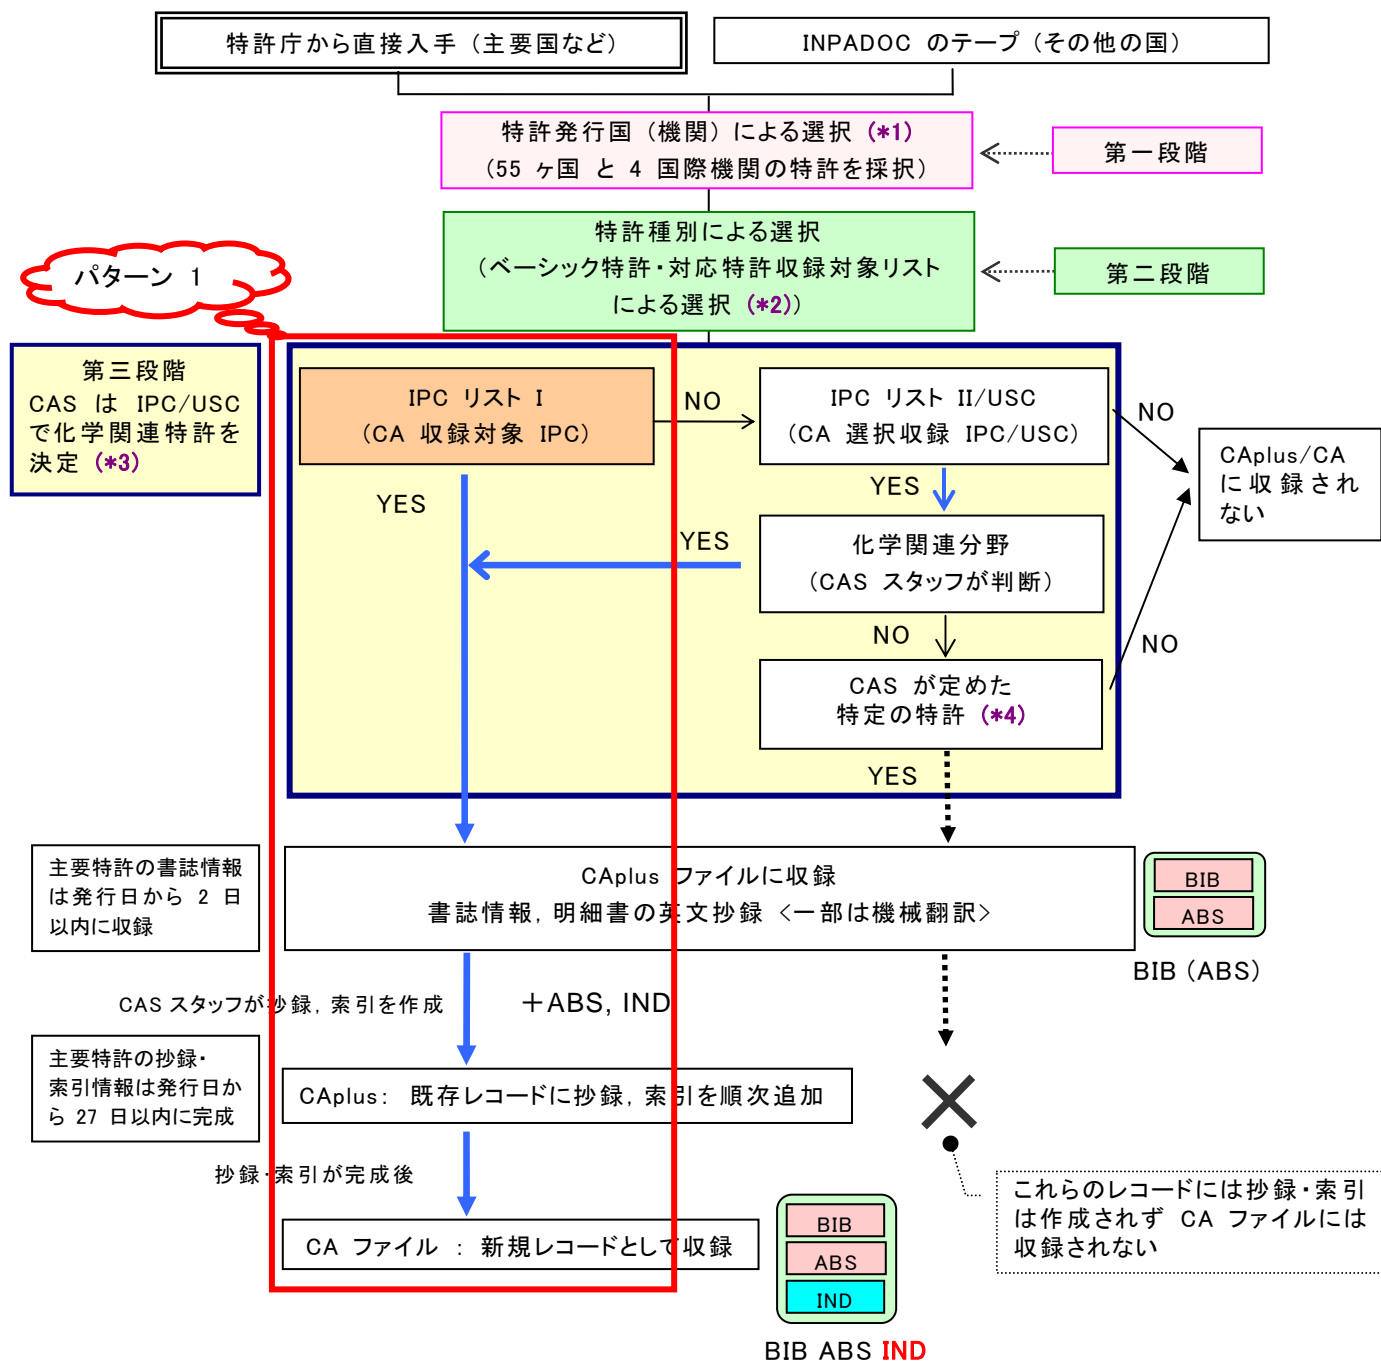 特許庁から直接入手 (主要国など)
INPADOC のテープ (その他の国)
特許発行国 (機関) による選択 (*1)
(55 ヶ国 と 4 国際機関の特許を採択)
第一段階
特許種別による選択
(ベーシック特許・対応特許収録対象リスト
による選択 (*2))
第二段階
パターン 1
第三段階
CAS は IPC/USC
で化学関連特許を
決定 (*3)
IPC リスト I
(CA 収録対象 IPC)
NO
IPC リスト II/USC
(CA 選択収録 IPC/USC)
NO
CAplus/CA
に収録され
ない
YES
YES
YES
化学関連分野
(CAS スタッフが判断)
NO
NO
CAS が定めた
特定の特許 (*4)
YES
主要特許の書誌情報
は発行日から 2 日
以内に収録
CAplus ファイルに収録
書誌情報, 明細書の英文抄録 <一部は機械翻訳>
BIB
ABS
BIB (ABS)
CAS スタッフが抄録, 索引を作成
+ABS, IND
主要特許の抄録・
索引情報は発行日か
ら 27 日以内に完成
CAplus: 既存レコードに抄録, 索引を順次追加
抄録・索引が完成後
CA ファイル : 新規レコードとして収録
BIB
ABS
IND
BIB ABS IND
これらのレコードには抄録・索引
は作成されず CA ファイルには
収録されない